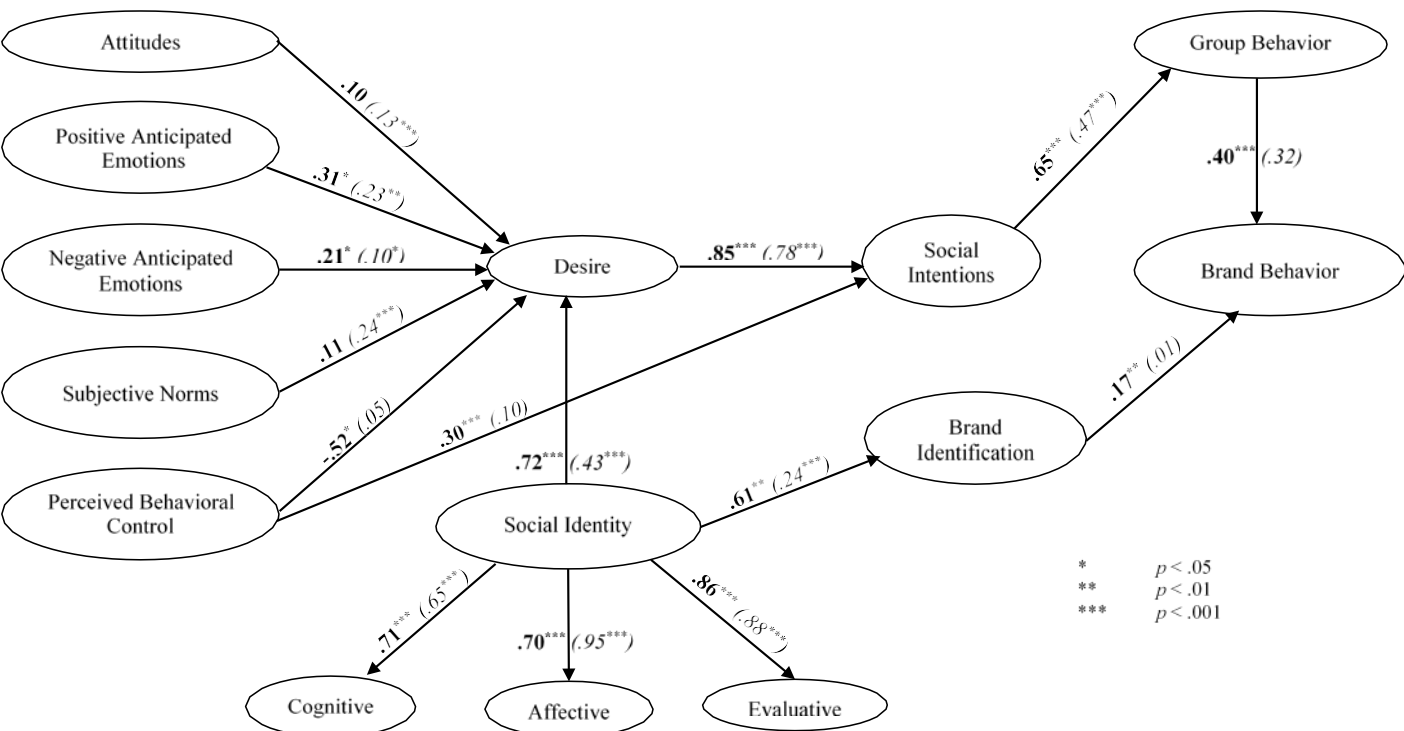 Attitudes
Group Behavior
.10 (.13***)
Positive Anticipated
Emotions
.65*** (.47***)
.40*** (.32)
.31* (.23**)
Negative Anticipated
Emotions
.21* (.10*)
Desire
.85*** (.78***)
Social
Intentions
Brand Behavior
.11 (.24***)
Subjective Norms
-.52* (.05)
.30*** (.10)
.17** (.01)
Brand
Identification
.72*** (.43***)
.61** (.24***)
Perceived Behavioral
Control
Social Identity
* p < .05
** p < .01
*** p < .001
.71*** (.65***)
.70*** (.95***)
.86*** (.88***)
Cognitive
Affective
Evaluative